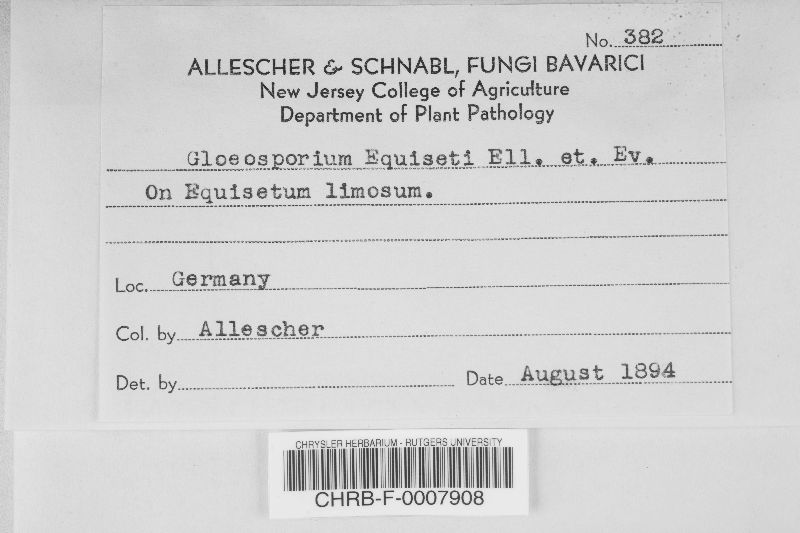 No. 382
ALLESCHER & SCHNABL, FUNGI BAVARICI
New Jersey College of Agriculture
Department of Plant Pathology
Gloeosporium Equiseti Ell. et. Ev.
On Equisetum limosum.
Loc. Germany
Col. by Allescher
Det. by
Date August 1894
CHRYSLER HERBARIUM - RUTGERS UNIVERSITY
CHRB-F-0007908